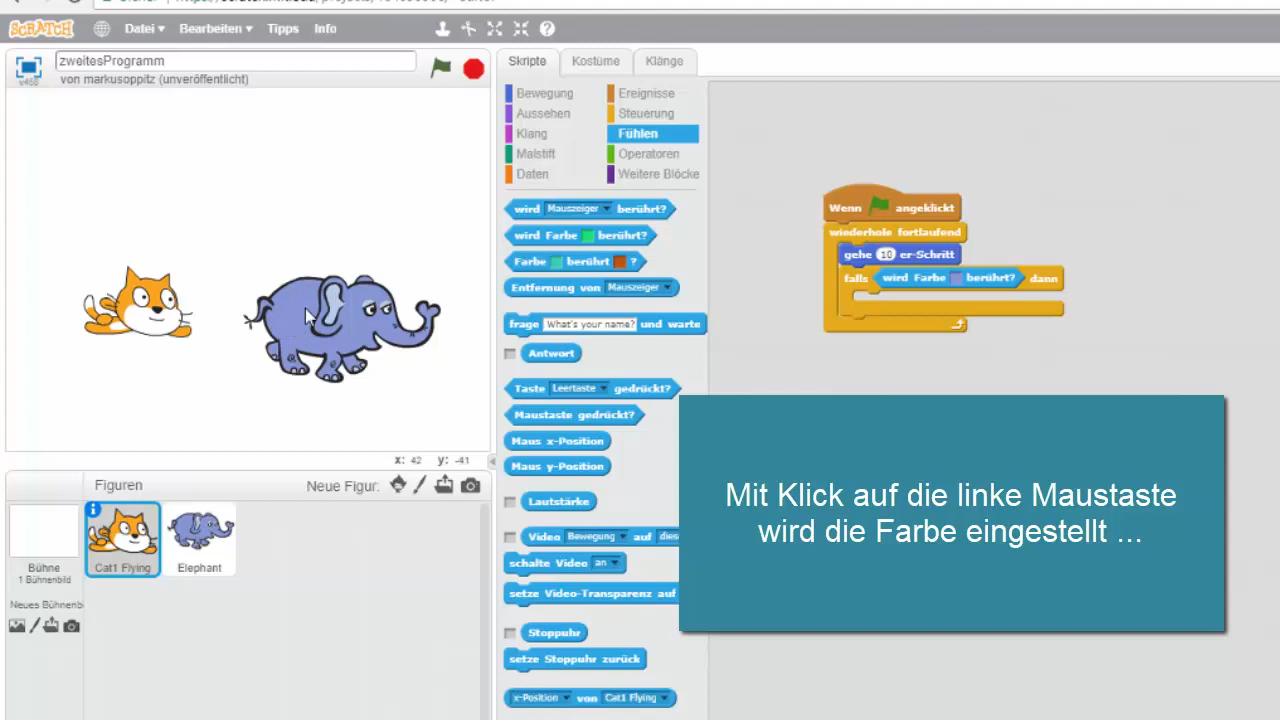 SCRATCH
Datei ▾ Bearbeiten ▾ Tipps Info
v458
zweitesProgramm
von markusoppitz (unveröffentlicht)
Skripte Kostüme Klänge
Bewegung Ereignisse
Aussehen Steuerung
Klang Fühlen
Malstift Operatoren
Daten Weitere Blöcke
wird Mauszeiger berührt?
wird Farbe berührt?
Farbe berührt ?
Entfernung von Mauszeiger
frage What's your name? und warte
Antwort
Taste Leertaste gedrückt?
Maustaste gedrückt?
Maus x-Position
Maus y-Position
Lautstärke
Video Bewegung auf dies
schalte Video an
setze Video-Transparenz auf
Stoppuhr
setze Stoppuhr zurück
x-Position von Cat1 Flying
Wenn angeklickt
wiederhole fortlaufend
gehe 10 er-Schritt
falls wird Farbe berührt? dann
x: 42 y: -41
Figuren Neue Figur:
Bühne
1 Bühnenbild
Neues Bühnenb
Cat1 Flying
Elephant
Mit Klick auf die linke Maustaste
wird die Farbe eingestellt ...